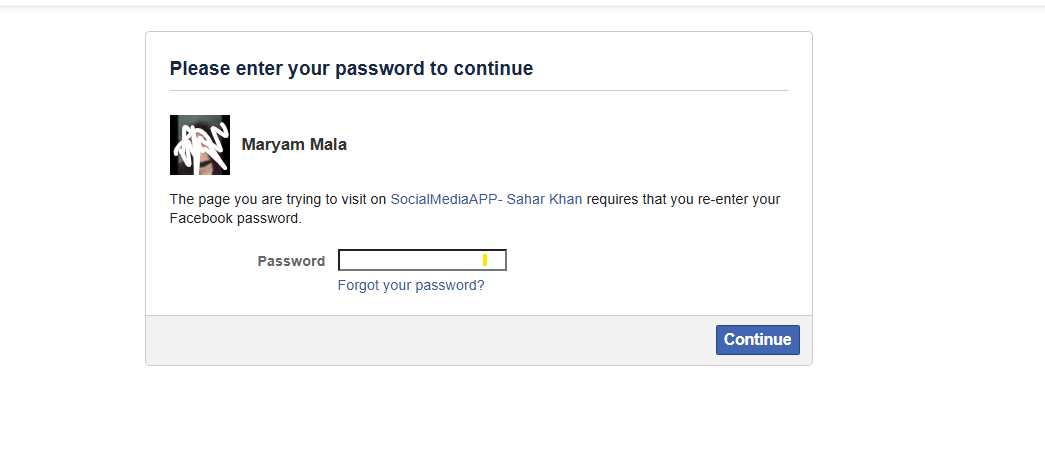 Please enter your password to continue
Maryam Mala
The page you are trying to visit on SocialMediaAPP- Sahar Khan requires that you re-enter your
Facebook password.
Password
Forgot your password?
Continue